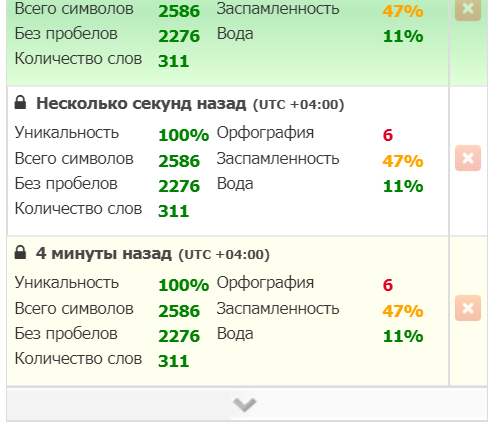 Всего символов 2586 Заспамленность 47%
Без пробелов 2276 Вода 11%
Количество слов 311
Несколько секунд назад (UTC +04:00)
Уникальность 100% Орфография 6
Всего символов 2586 Заспамленность 47%
Без пробелов 2276 Вода 11%
Количество слов 311
4 минуты назад (UTC +04:00)
Уникальность 100% Орфография 6
Всего символов 2586 Заспамленность 47%
Без пробелов 2276 Вода 11%
Количество слов 311